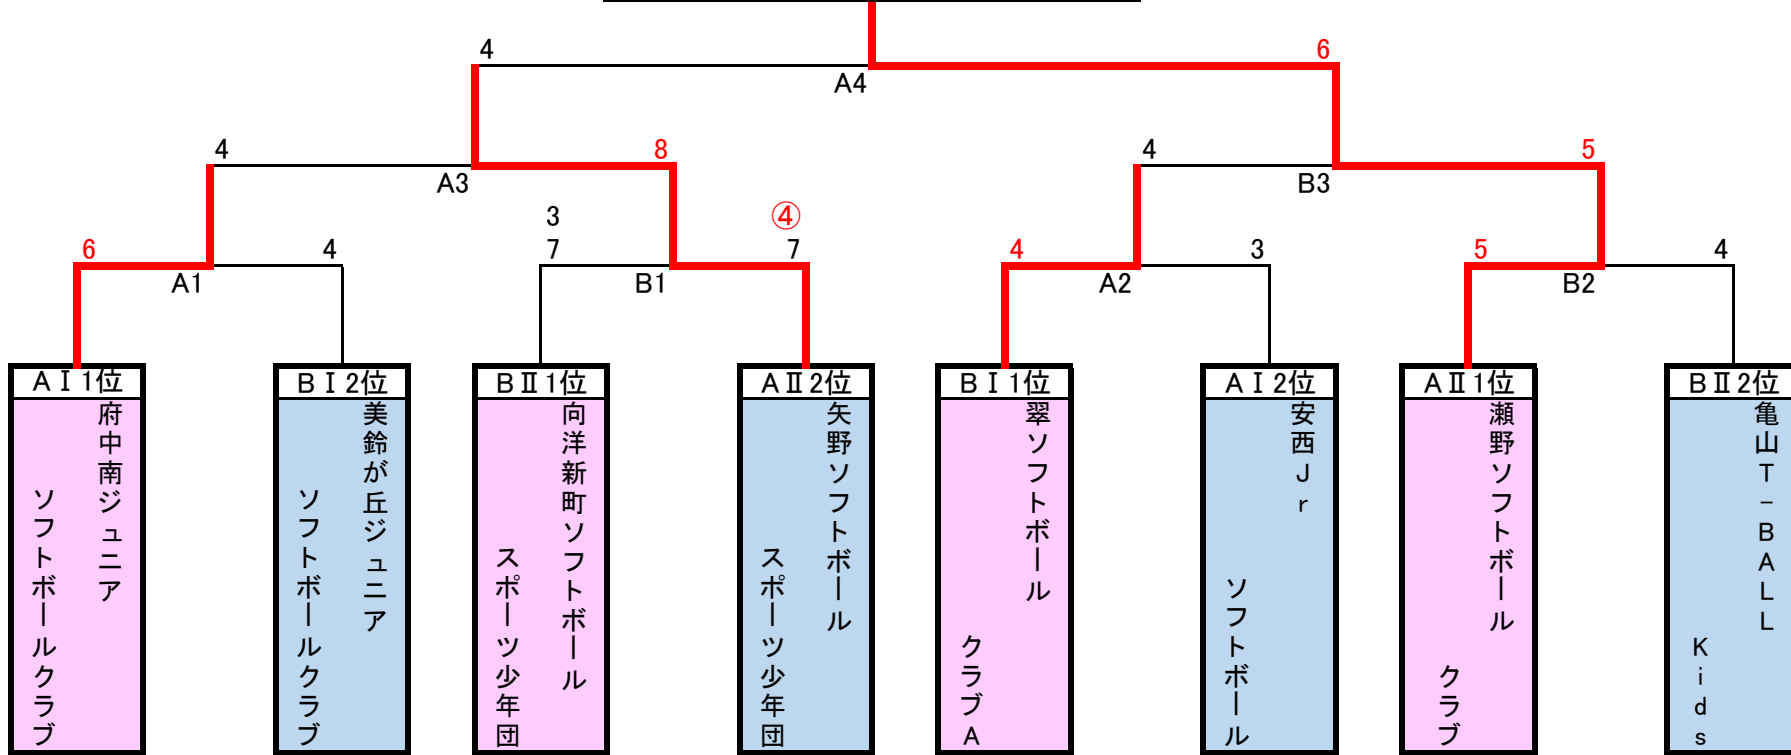 4
6
A4
4
8
4
5
A3
B3
3
④
6
4
7
7
4
3
5
4
A1
B1
A2
B2
AⅠ1位
BⅠ2位
BⅡ1位
AⅡ2位
BⅠ1位
AⅠ2位
AⅡ1位
BⅡ2位
府中南ジュニア
ソフトボールクラブ
美鈴が丘ジュニア
ソフトボールクラブ
向洋新町ソフトボール
スポーツ少年団
矢野ソフトボール
スポーツ少年団
翠ソフトボール
クラブA
安西Jr
ソフトボール
瀬野ソフトボール
クラブ
亀山T-BALL
Kids